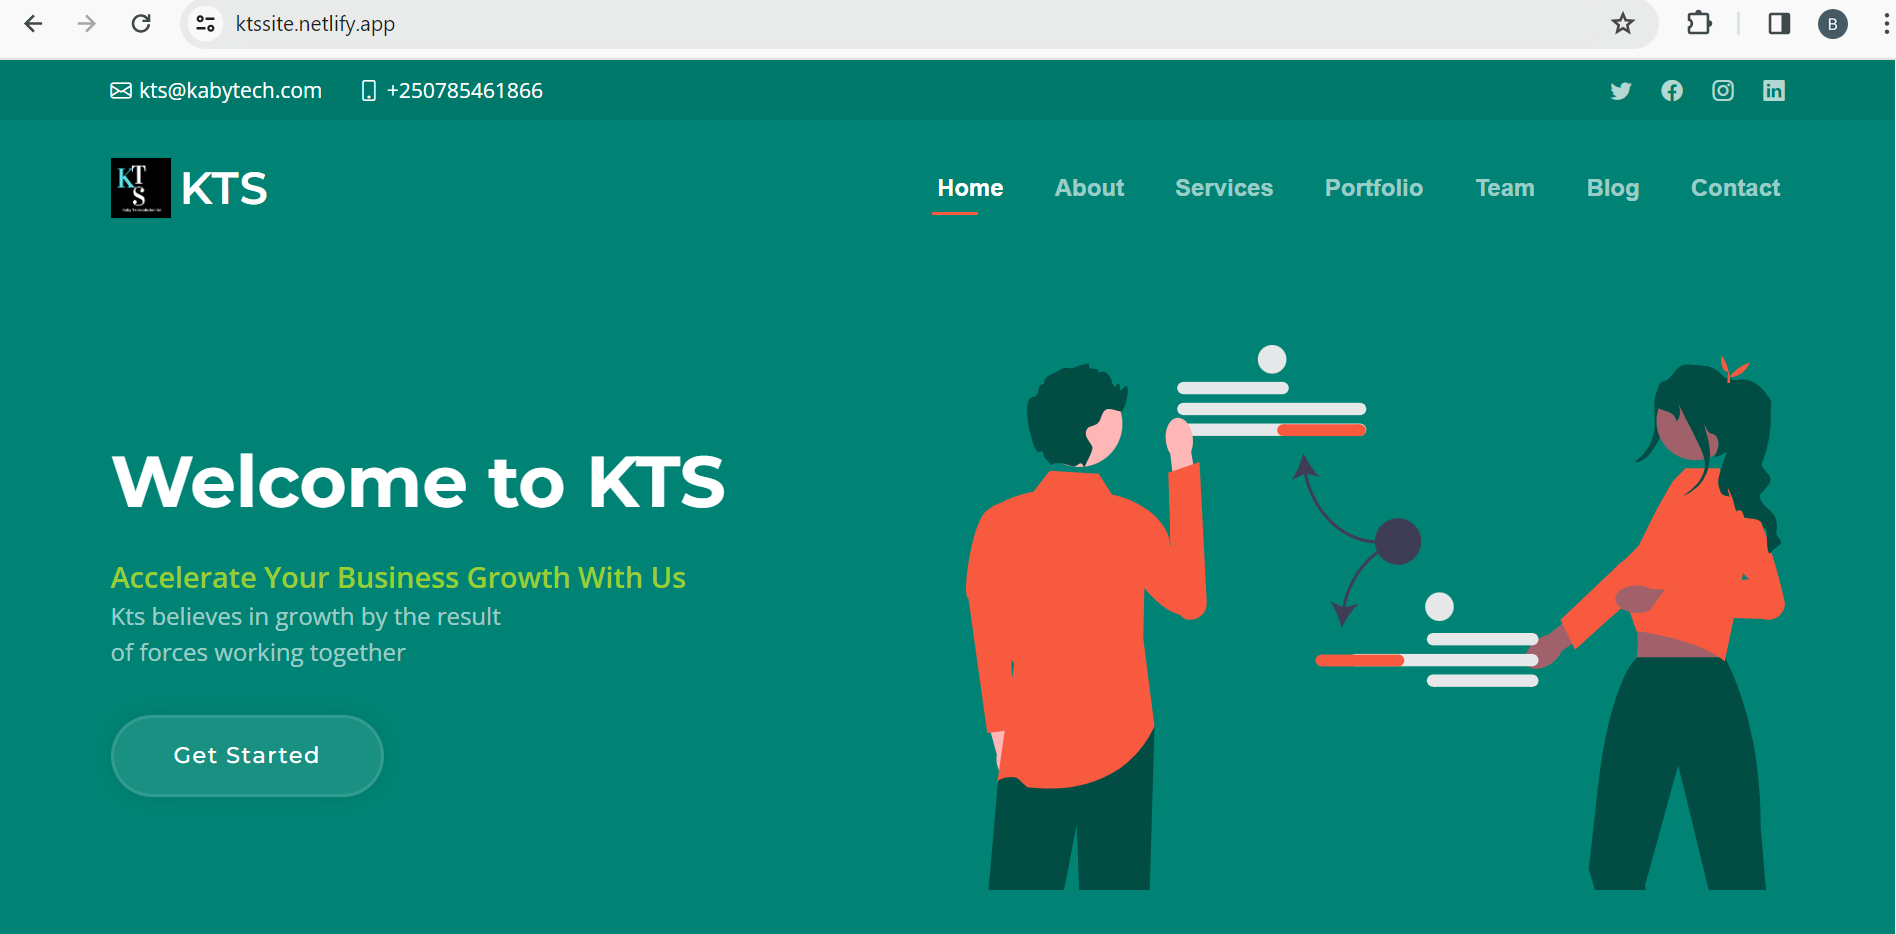 ktssite.netlify.app
B
kts@kabytech.com +250785461866
KTS
KTS
Home About Services Portfolio Team Blog Contact
Welcome to KTS
Accelerate Your Business Growth With Us
Kts believes in growth by the result
of forces working together
Get Started